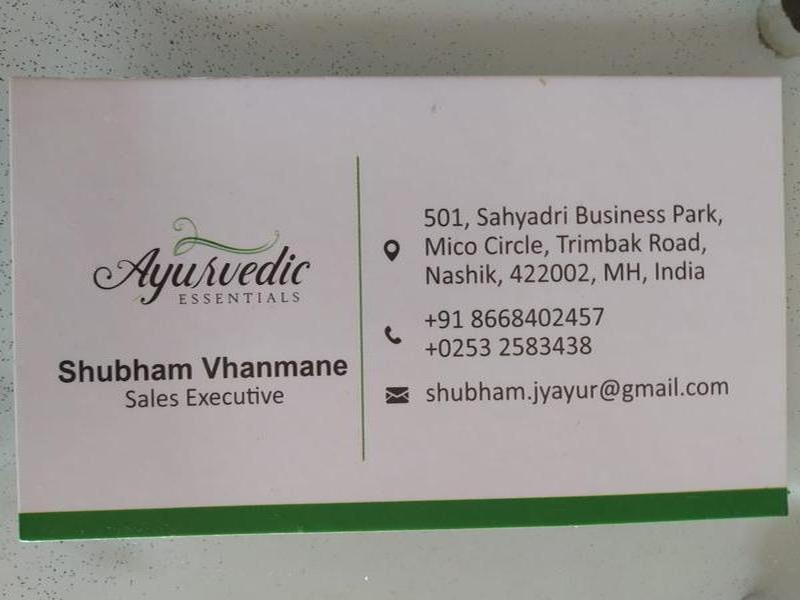 Ayurvedic
ESSENTIALS
Shubham Vhanmane
Sales Executive
501, Sahyadri Business Park,
Mico Circle, Trimbak Road,
Nashik, 422002, MH, India
+91 8668402457
+0253 2583438
shubham.jyayur@gmail.com